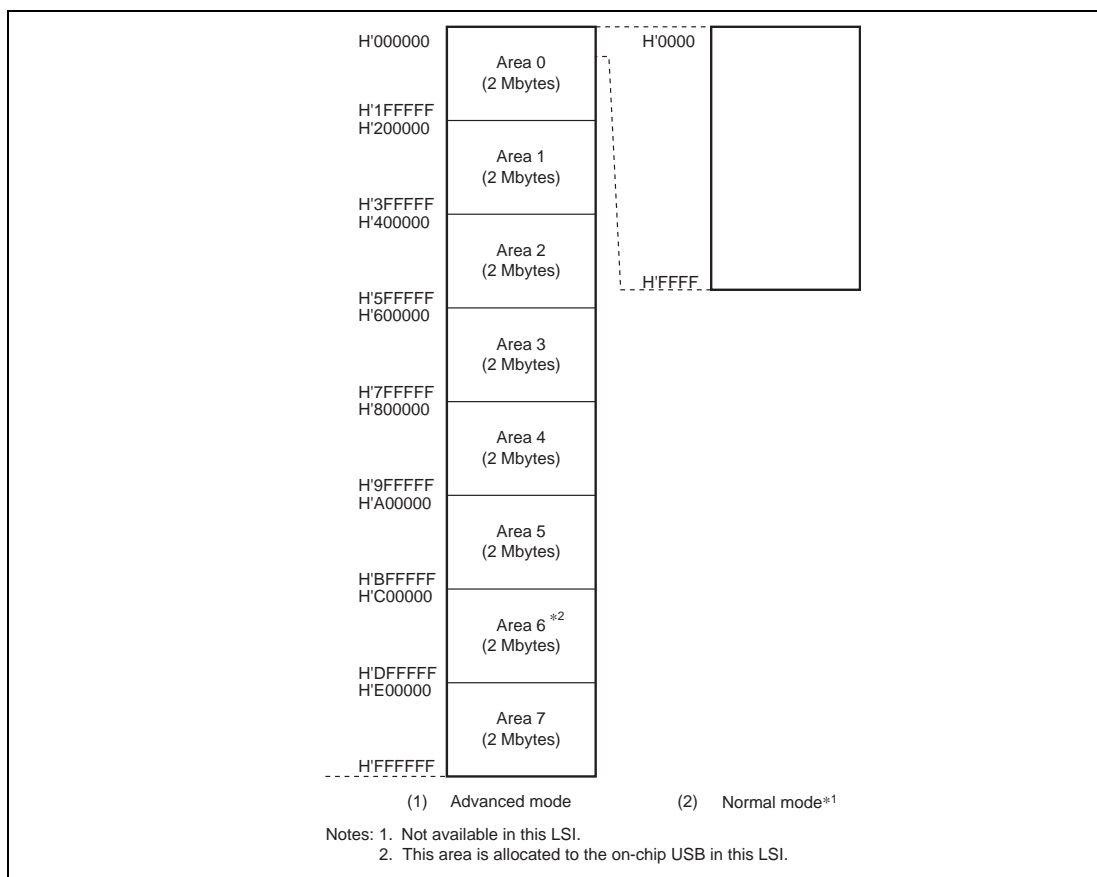 H'000000
Area 0
(2 Mbytes)
H'1FFFFF
H'200000
Area 1
(2 Mbytes)
H'3FFFFF
H'400000
Area 2
(2 Mbytes)
H'5FFFFF
H'600000
Area 3
(2 Mbytes)
H'7FFFFF
H'800000
Area 4
(2 Mbytes)
H'9FFFFF
H'A00000
Area 5
(2 Mbytes)
H'BFFFFF
H'C00000
Area 6 *2
(2 Mbytes)
H'DFFFFF
H'E00000
Area 7
(2 Mbytes)
H'FFFFFF
(1) Advanced mode
H'0000
H'FFFF
(2) Normal mode*1
Notes: 1. Not available in this LSI.
2. This area is allocated to the on-chip USB in this LSI.